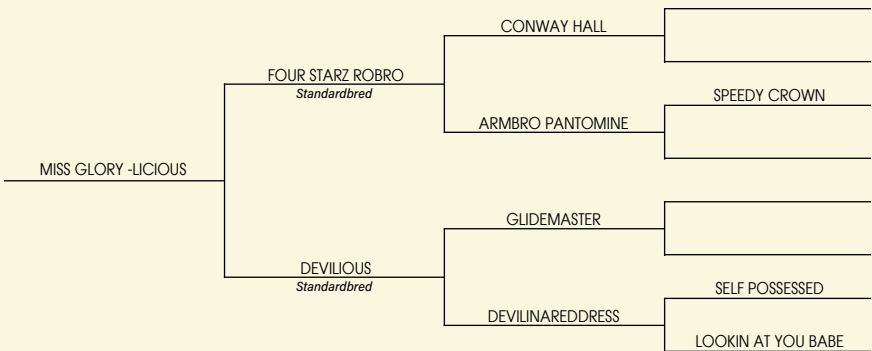 CONWAY HALL
FOUR STARZ ROBRO
Standardbred
SPEEDY CROWN
ARMBRO PANTOMINE
MISS GLORY -LICIOUS
GLIDEMASTER
DEVILIOUS
Standardbred
SELF POSSESSED
DEVILINAREDDRESS
LOOKIN AT YOU BABE